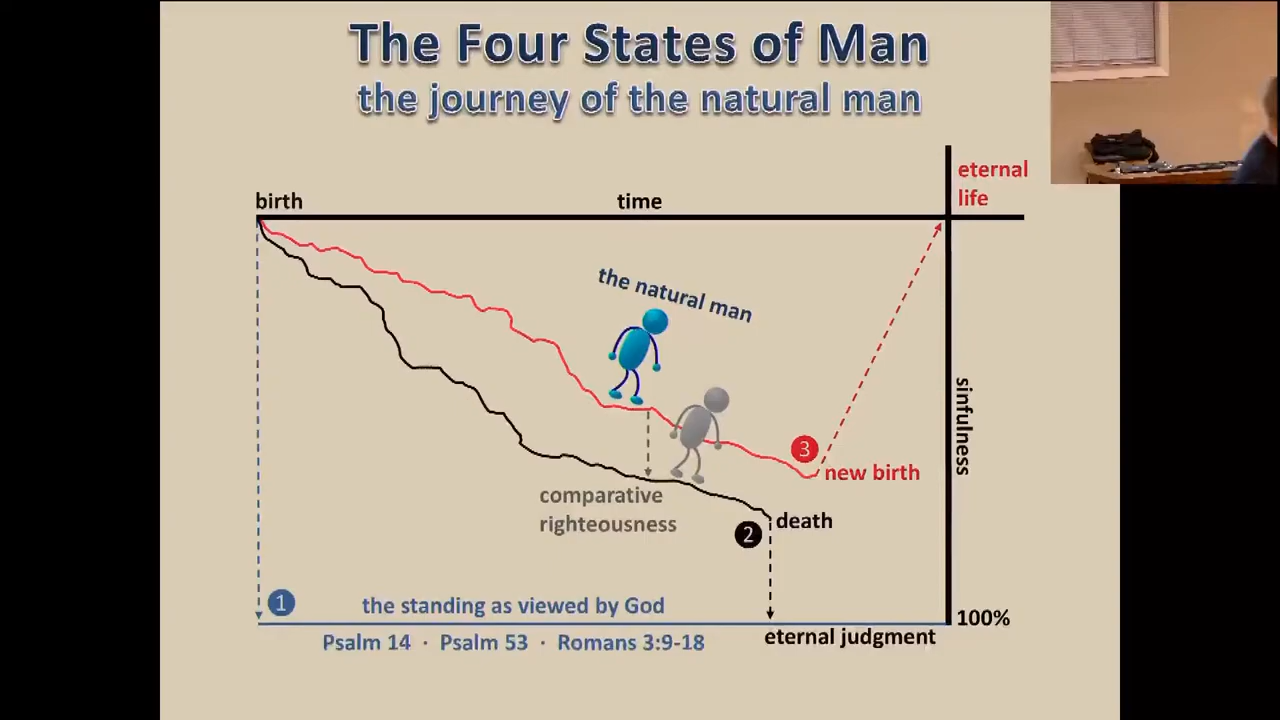 The Four States of Man
the journey of the natural man
eternal
life
birth
time
the natural man
sinfulness
3
new birth
comparative
righteousness
2
death
1
the standing as viewed by God
100%
Psalm 14 · Psalm 53 · Romans 3:9-18
eternal judgment